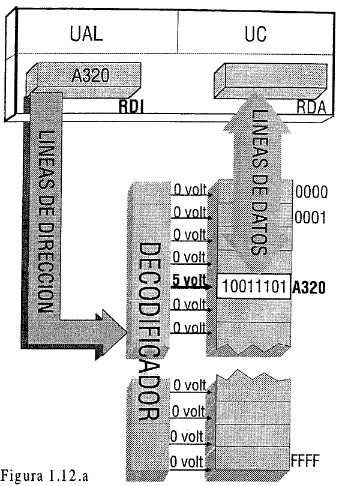 UAL
UC
A320
RDI
RDA
LINEAS DE DIRECCION
LINEAS DE DATOS
DECODIFICADOR
0 volt
0000
0 volt
0001
0 volt
0 volt
5 volt
10011101
A320
0 volt
0 volt
0 volt
0 volt
0 volt
0 volt
FFFF
Figura 1.12.a